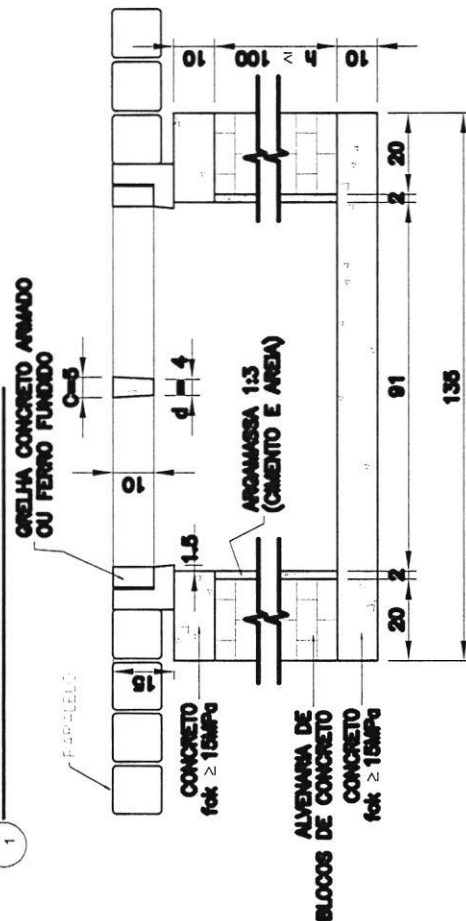 1
GRELHA CONCRETO ARMADO
OU FERRO FUNDIDO
PARALELO
15
10
C=5
d = 4
1.5
ARGAMASSA 1:3
(CIMENTO E AREIA)
CONCRETO
fck ≥ 15MPa
ALVENARIA DE
BLOCOS DE CONCRETO
CONCRETO
fck ≥ 15MPa
10
h ≥ 100
10
20
2
91
2
20
135